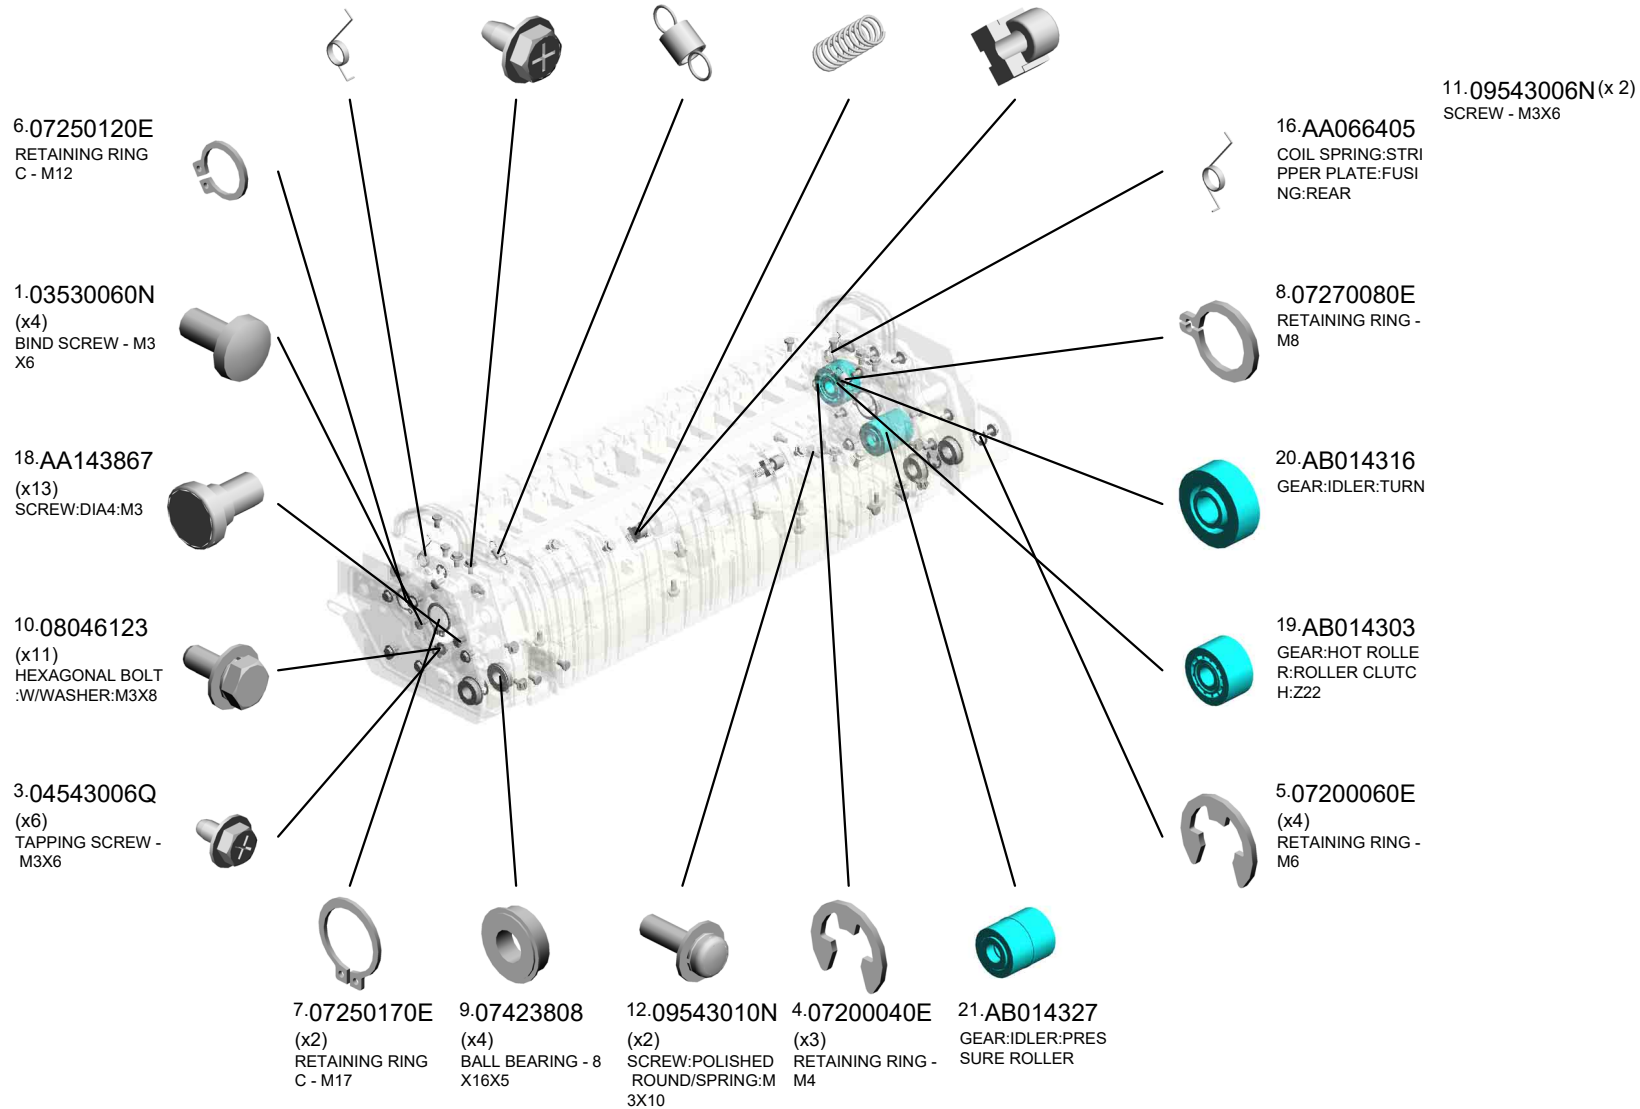 6.07250120E
RETAINING RING
C - M12
1.03530060N
(x4)
BIND SCREW - M3
X6
18.AA143867
(x13)
SCREW:DIA4:M3
10.08046123
(x11)
HEXAGONAL BOLT
:W/WASHER:M3X8
3.04543006Q
(x6)
TAPPING SCREW -
M3X6
7.07250170E
(x2)
RETAINING RING
C - M17
9.07423808
(x4)
BALL BEARING - 8
X16X5
12.09543010N
(x2)
SCREW:POLISHED
ROUND/SPRING:M
3X10
4.07200040E
(x3)
RETAINING RING -
M4
21.AB014327
GEAR:IDLER:PRES
SURE ROLLER
11.09543006N (x 2)
SCREW - M3X6
16.AA066405
COIL SPRING:STRI
PPER PLATE:FUSI
NG:REAR
8.07270080E
RETAINING RING -
M8
20.AB014316
GEAR:IDLER:TURN
19.AB014303
GEAR:HOT ROLLE
R:ROLLER CLUTC
H:Z22
5.07200060E
(x4)
RETAINING RING -
M6